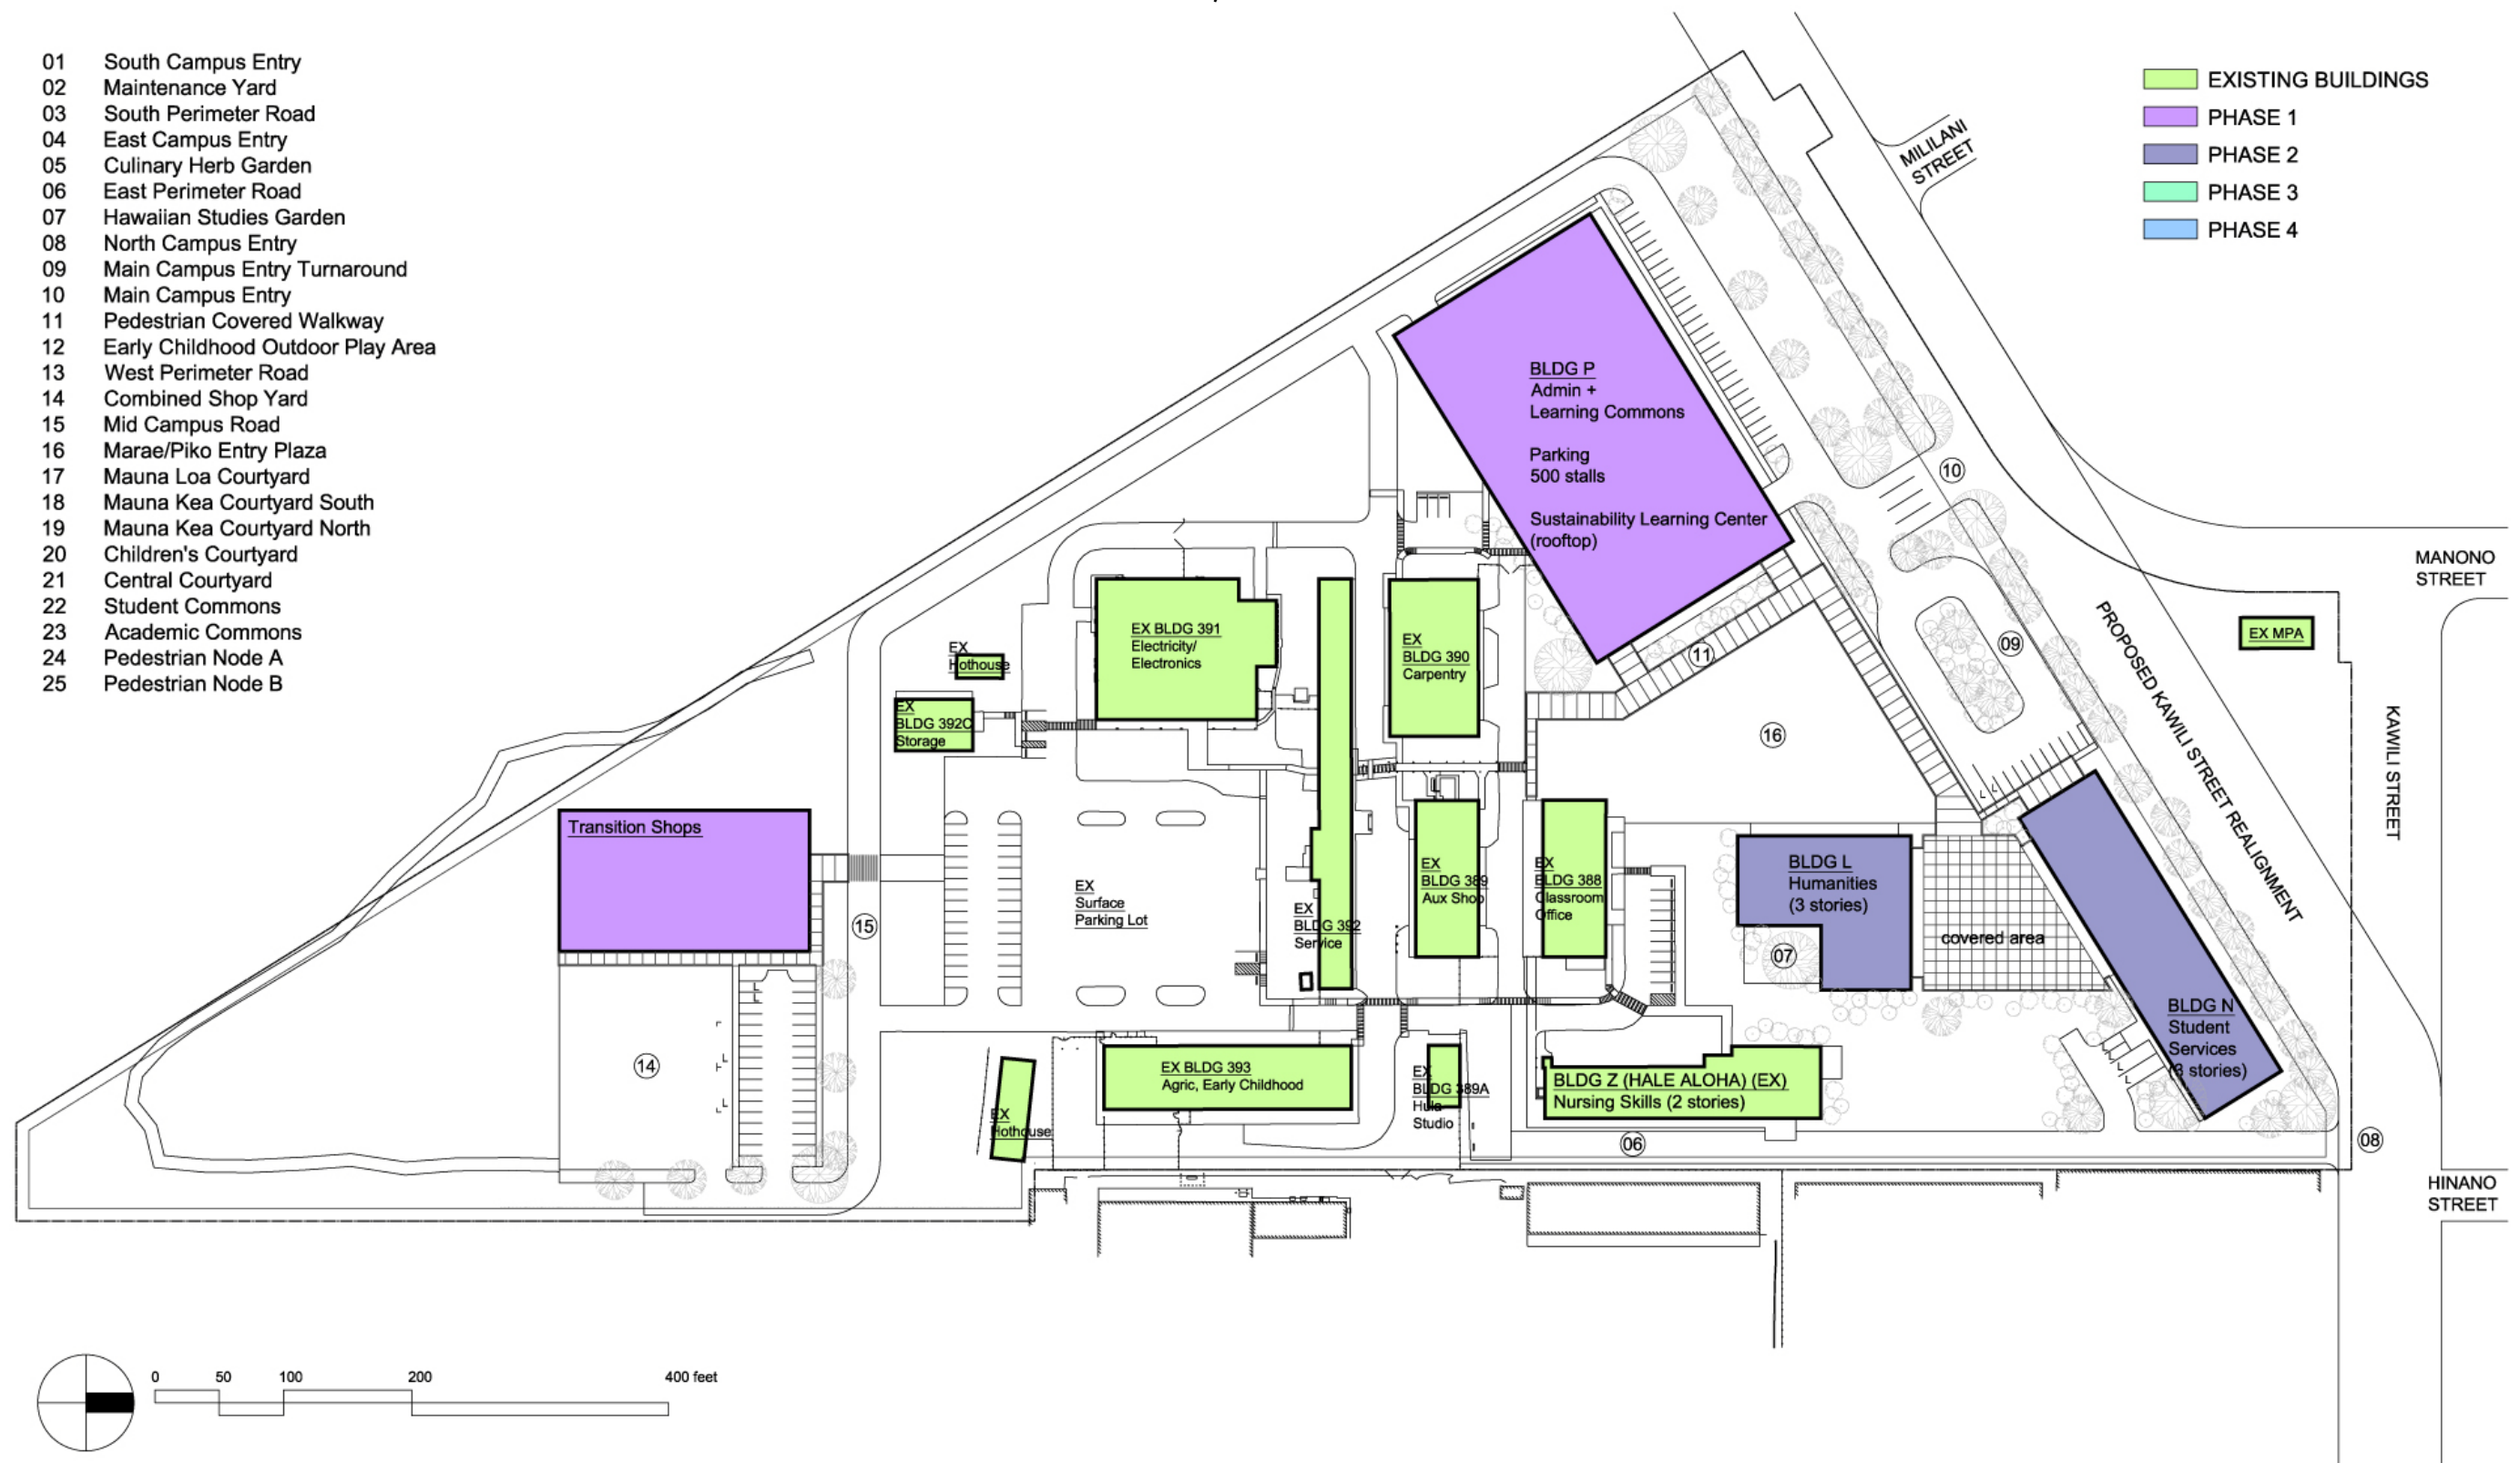 01 South Campus Entry
02 Maintenance Yard
03 South Perimeter Road
04 East Campus Entry
05 Culinary Herb Garden
06 East Perimeter Road
07 Hawaiian Studies Garden
08 North Campus Entry
09 Main Campus Entry Turnaround
10 Main Campus Entry
11 Pedestrian Covered Walkway
12 Early Childhood Outdoor Play Area
13 West Perimeter Road
14 Combined Shop Yard
15 Mid Campus Road
16 Marae/Piko Entry Plaza
17 Mauna Loa Courtyard
18 Mauna Kea Courtyard South
19 Mauna Kea Courtyard North
20 Children's Courtyard
21 Central Courtyard
22 Student Commons
23 Academic Commons
24 Pedestrian Node A
25 Pedestrian Node B
EXISTING BUILDINGS
PHASE 1
PHASE 2
PHASE 3
PHASE 4
MILILANI
STREET
BLDG P
Admin +
Learning Commons
Parking
500 stalls
Sustainability Learning Center
(rooftop)
10
MANONO
STREET
EX MPA
PROPOSED KAWILI STREET REALIGNMENT
KAWILI STREET
09
11
16
EX BLDG 391
Electricity/
Electronics
EX
BLDG 390
Carpentry
EX
Hothouse
EX
BLDG 392C
Storage
Transition Shops
15
EX
Surface
Parking Lot
EX
BLDG 392
Service
EX
BLDG 389
Aux Shop
EX
BLDG 388
Classroom
Office
BLDG L
Humanities
(3 stories)
07
covered area
BLDG N
Student
Services
(3 stories)
14
EX
Hothouse
EX BLDG 393
Agric, Early Childhood
EX
BLDG 389A
Hula
Studio
BLDG Z (HALE ALOHA) (EX)
Nursing Skills (2 stories)
06
08
HINANO
STREET
0 50 100 200 400 feet